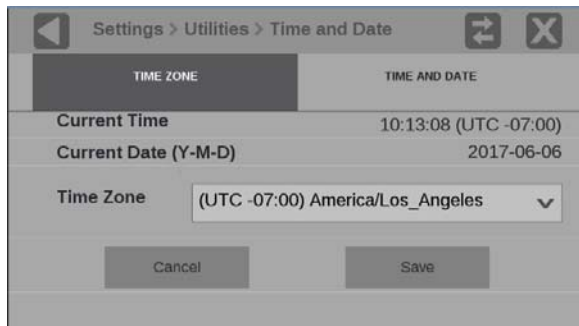 Settings > Utilities > Time and Date
TIME ZONE
TIME AND DATE
Current Time 10:13:08 (UTC -07:00)
Current Date (Y-M-D) 2017-06-06
Time Zone (UTC -07:00) America/Los_Angeles
Cancel Save